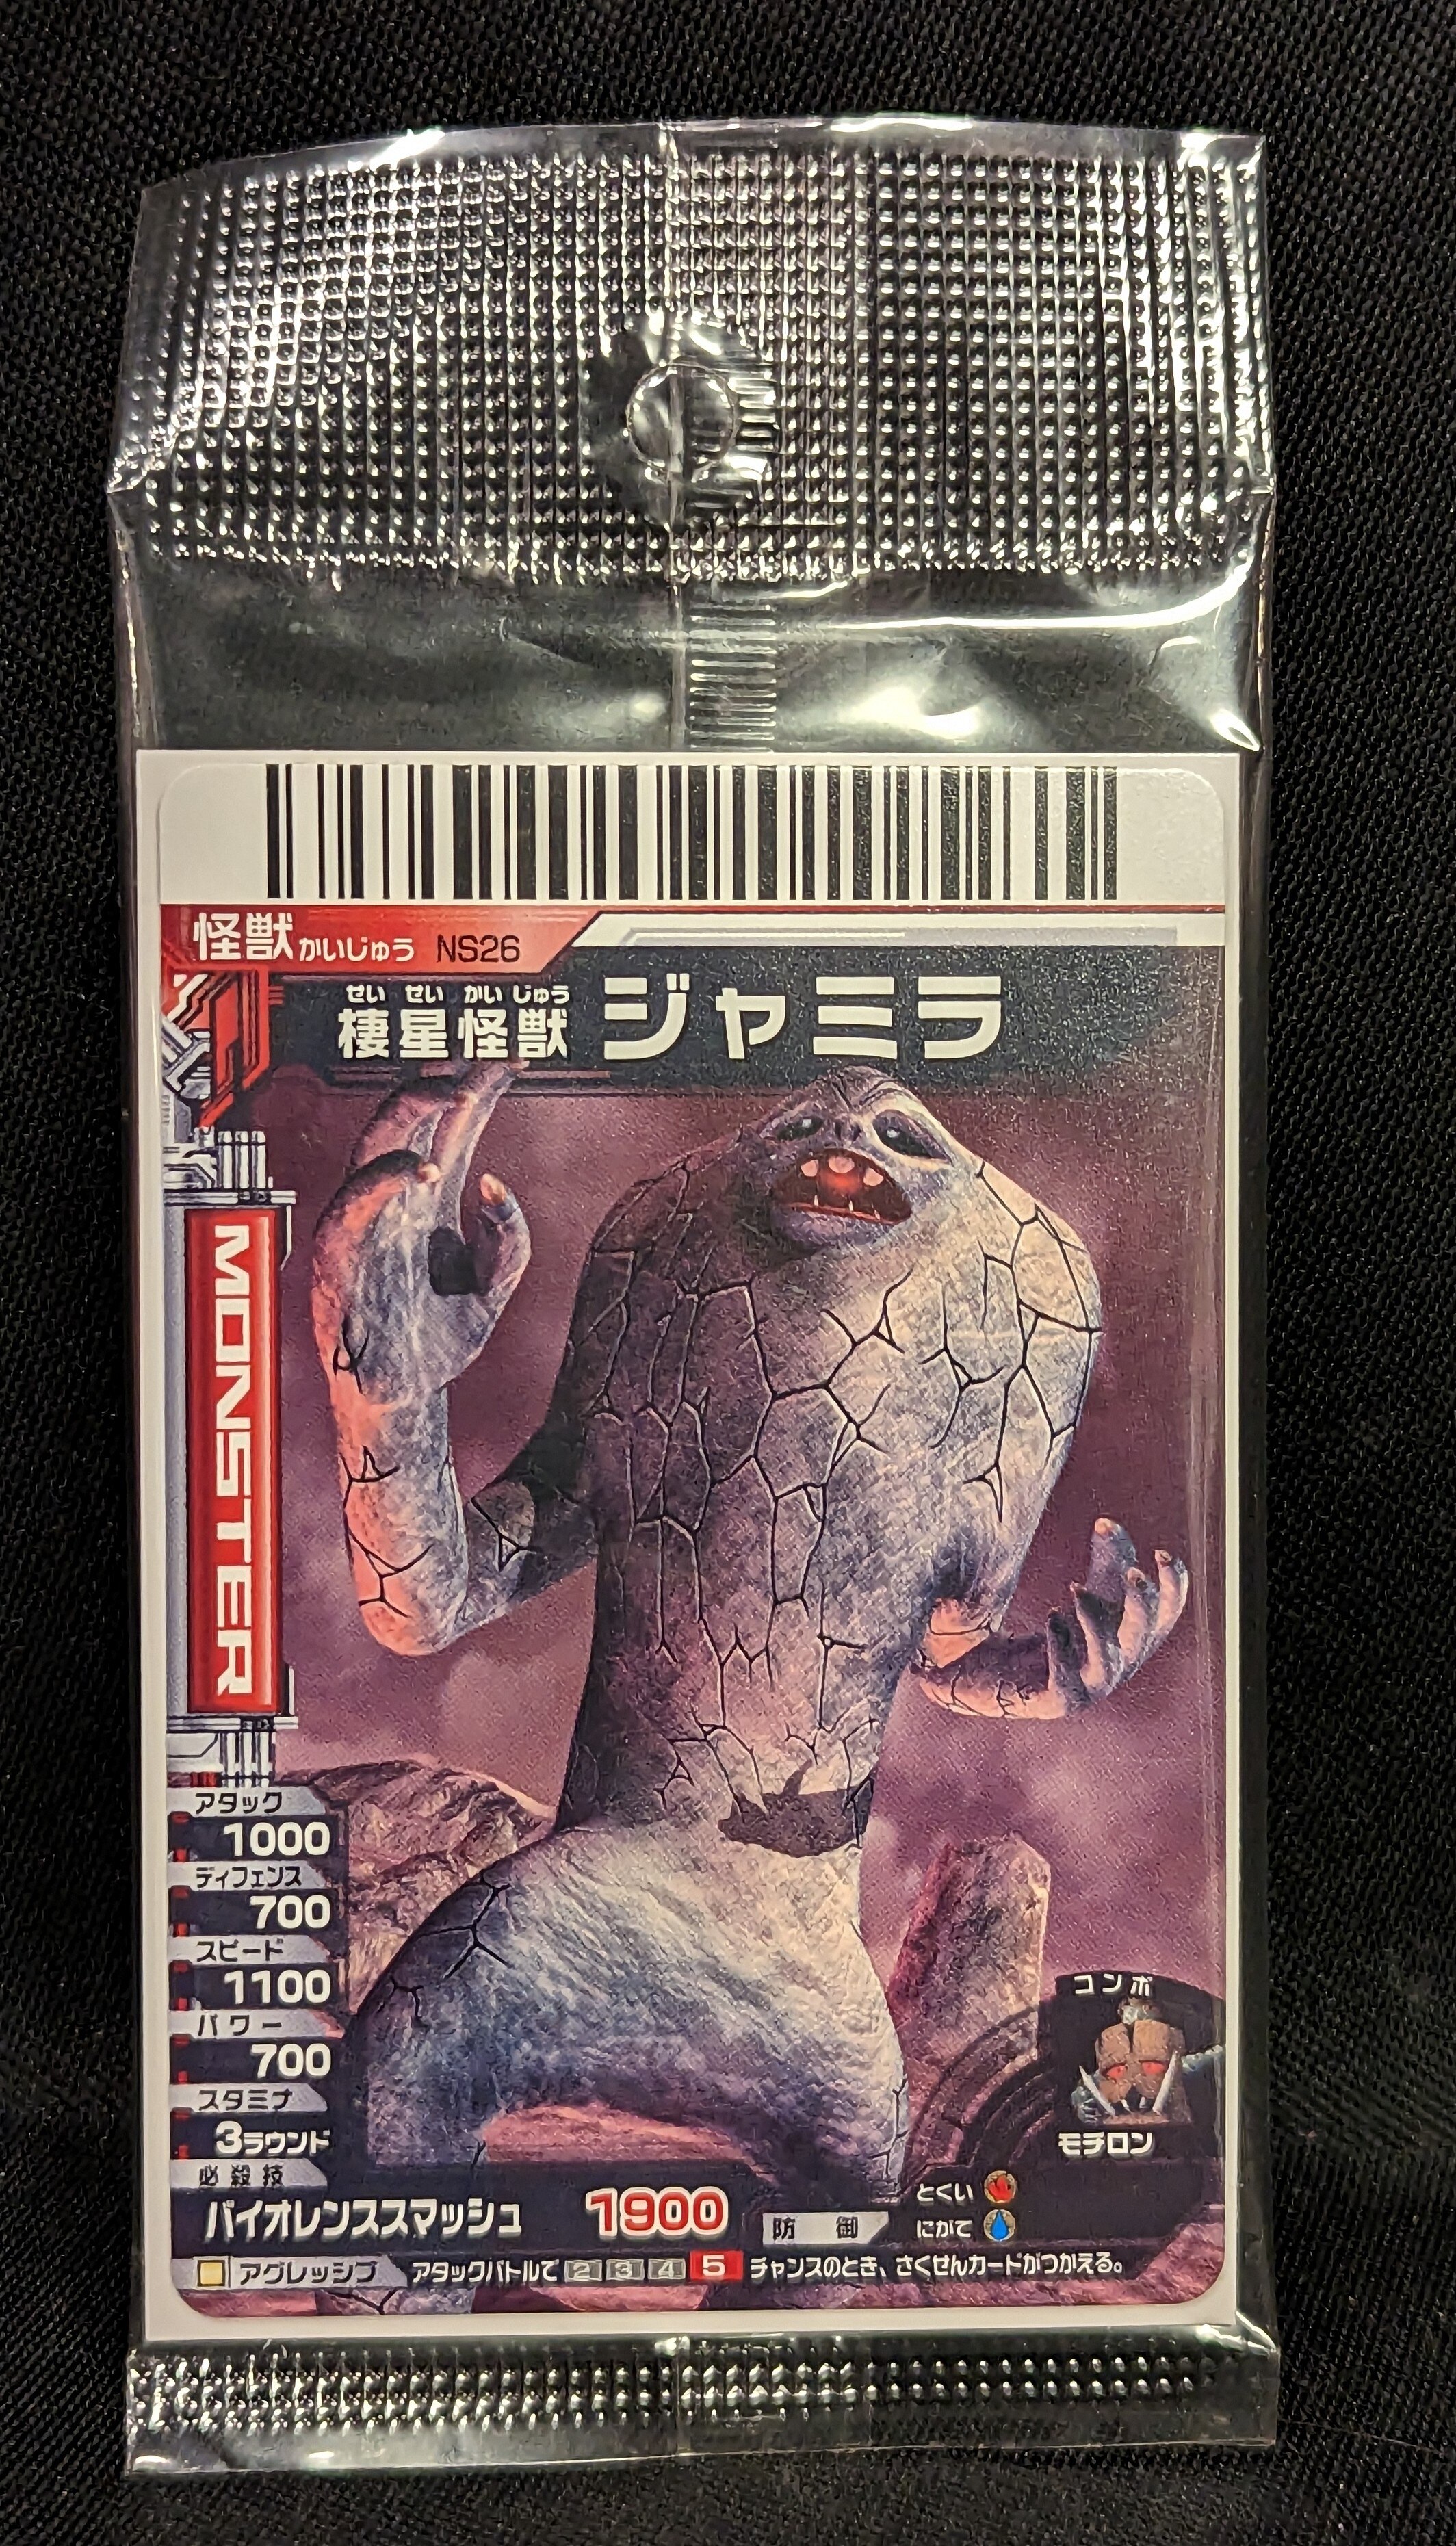 怪獣かいじゅう NS26
せい せい かい じゅう
棲星怪獣 ジャミラ
MONSTER
アタック
1000
ディフェンス
700
スピード
1100
パワー
700
スタミナ
3ラウンド
コンボ
モチロン
必殺技
バイオレンススマッシュ 1900
防御
とくい
にがて
アグレッシブ アタックバトルで 2 3 4 5 チャンスのとき、さくせんカードがつかえる。